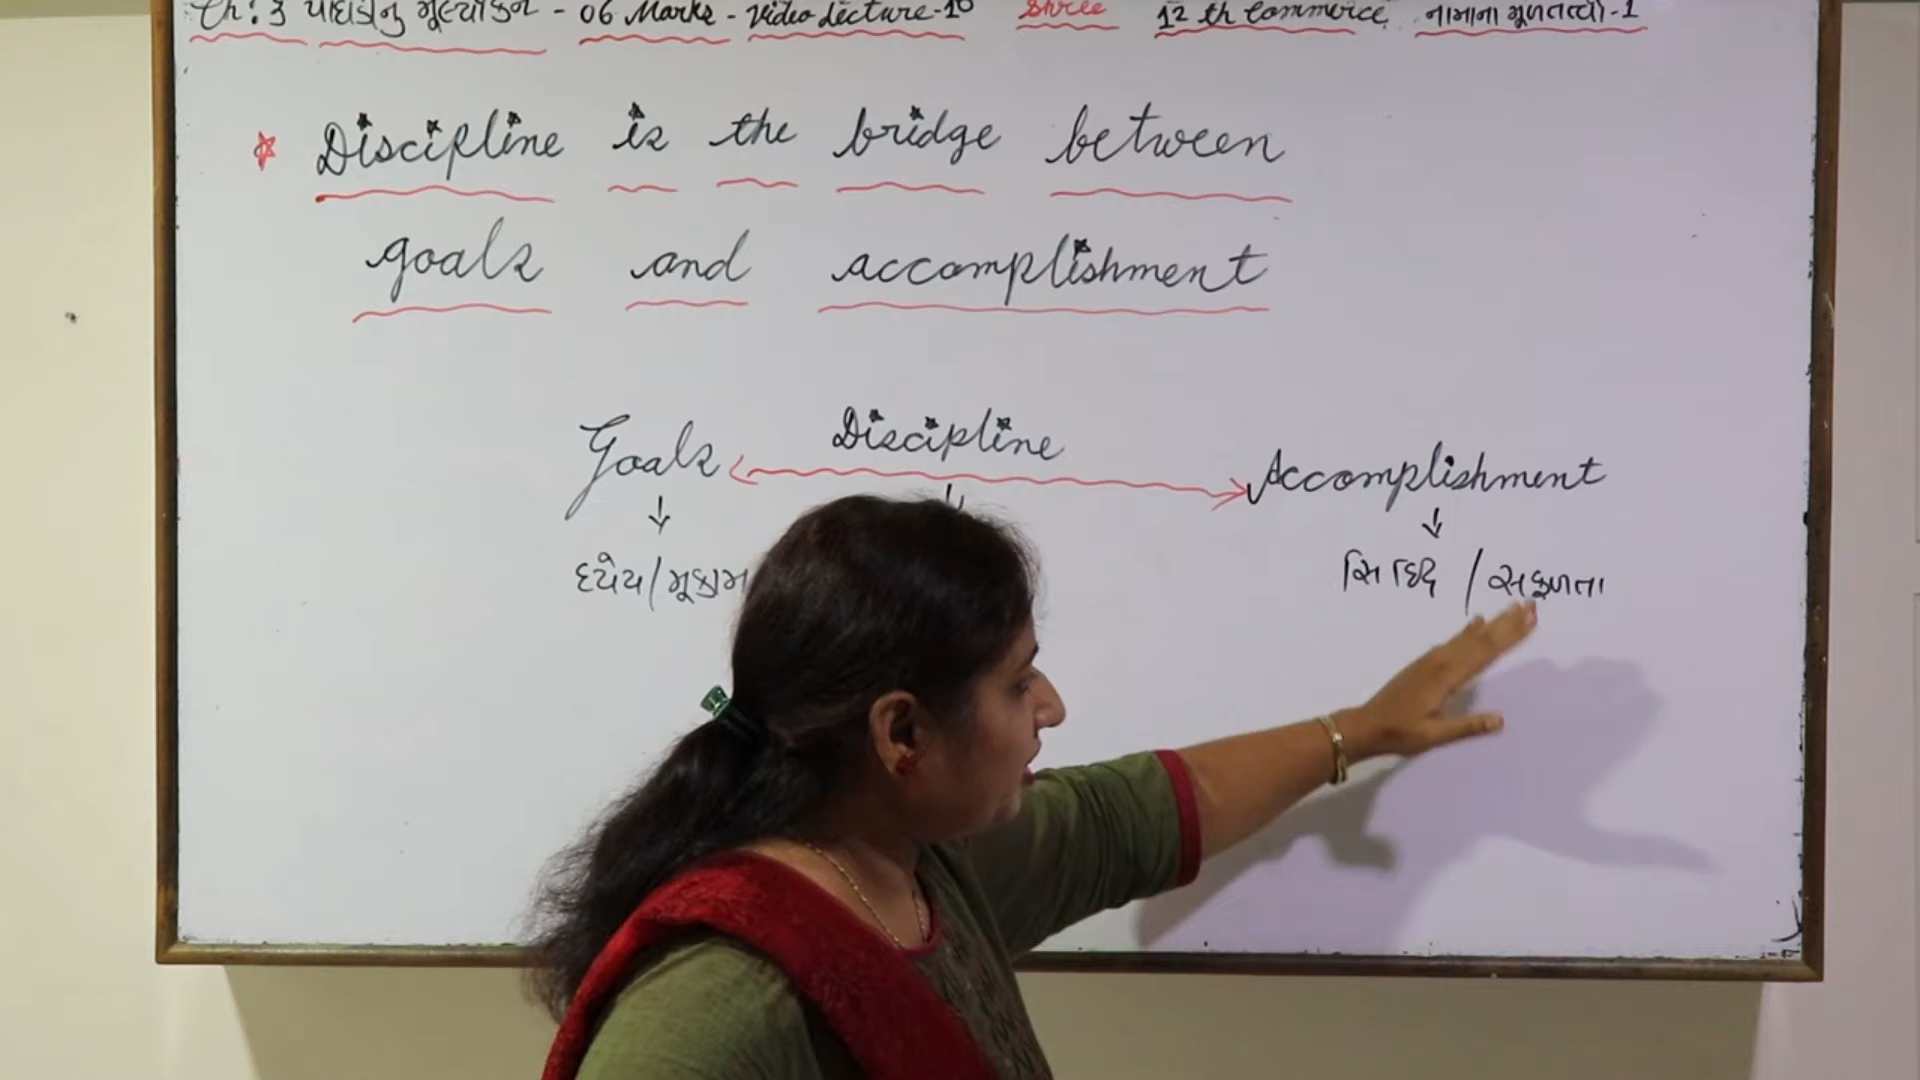 Ch : 3 પાઘડીનું મૂલ્યાંકન - 06 Marks - Video Lecture-10 Shree 12 th Commerce નામાના મૂળતત્વો-1
Discipline is the bridge between
goals and accomplishment
Goals Discipline Accomplishment
દયેય/મૂકામ સિદ્ધિ / સફળતા